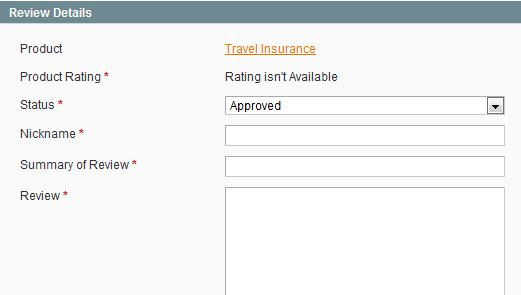 Review Details
Product Travel Insurance
Product Rating * Rating isn't Available
Status * Approved
Nickname *
Summary of Review *
Review *